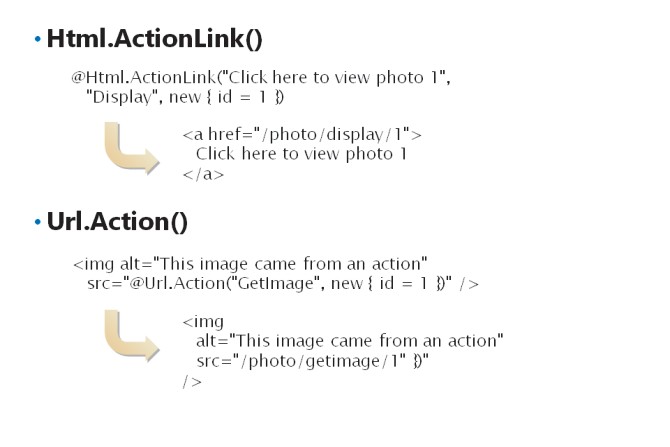 • Html.ActionLink()
@Html.ActionLink("Click here to view photo 1",
"Display", new { id = 1 })
<a href="/photo/display/1">
Click here to view photo 1
</a>
• Url.Action()
<img alt="This image came from an action"
src="@Url.Action("GetImage", new { id = 1 })" />
<img
alt="This image came from an action"
src="/photo/getimage/1" })"
/>